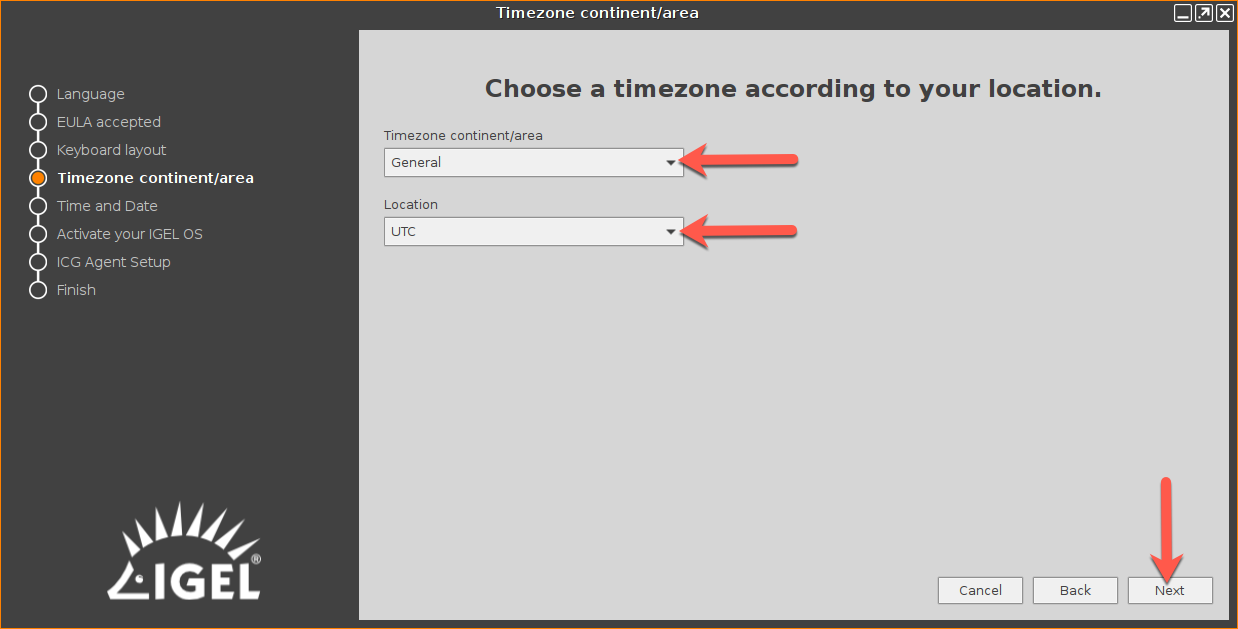 Timezone continent/area
Language
EULA accepted
Keyboard layout
Timezone continent/area
Time and Date
Activate your IGEL OS
ICG Agent Setup
Finish
IGEL®
Choose a timezone according to your location.
Timezone continent/area
General
Location
UTC
Cancel
Back
Next